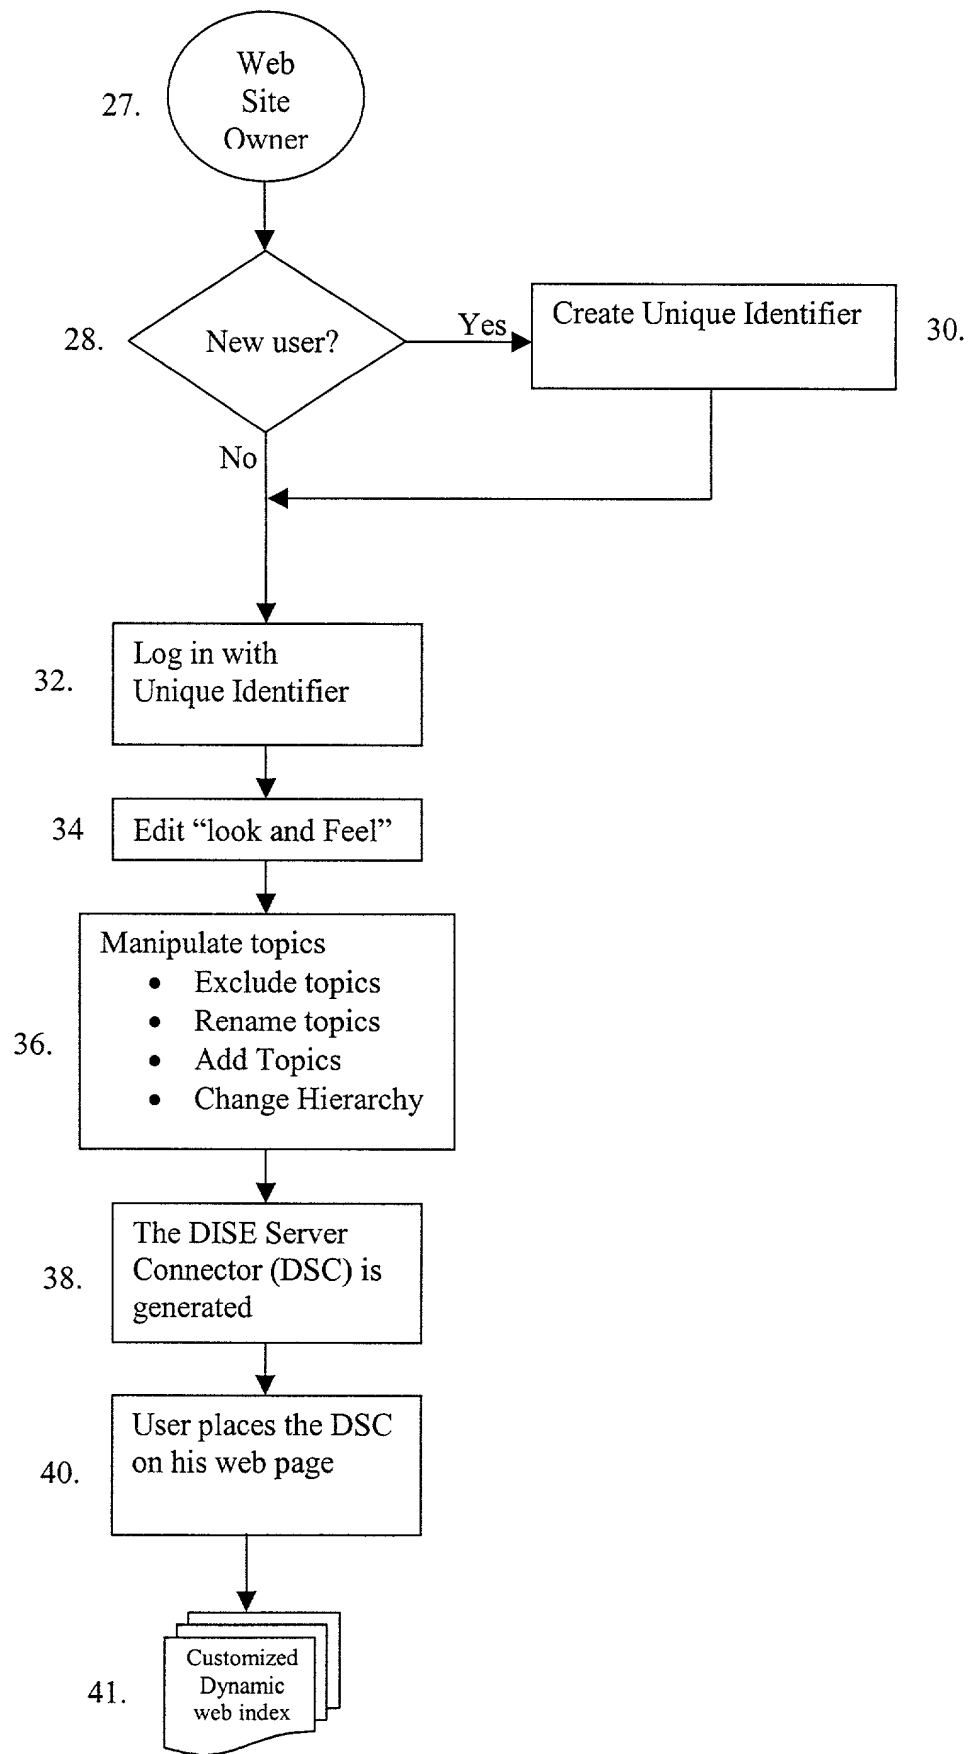 Web
Site
Owner
27.
28.
New user?
Yes
Create Unique Identifier
30.
No
32.
Log in with
Unique Identifier
34
Edit “look and Feel”
36.
Manipulate topics
• Exclude topics
• Rename topics
• Add Topics
• Change Hierarchy
38.
The DISE Server
Connector (DSC) is
generated
40.
User places the DSC
on his web page
41.
Customized
Dynamic
web index